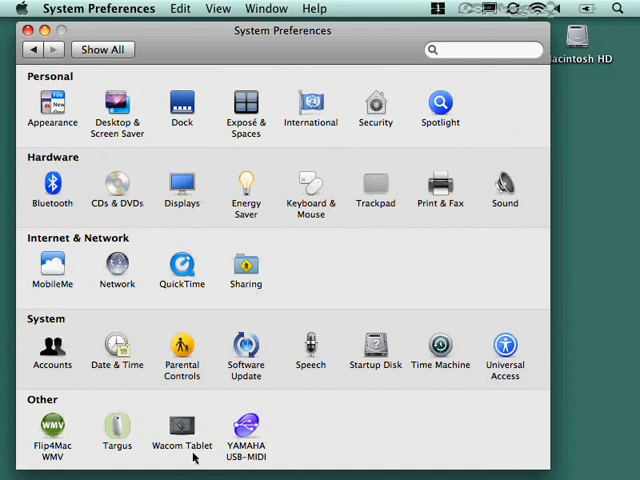 System Preferences Edit View Window Help
System Preferences
Show All
Macintosh HD
Personal
Appearance
Desktop &
Screen Saver
Dock
Exposé &
Spaces
International
Security
Spotlight
Hardware
Bluetooth
CDs & DVDs
Displays
Energy
Saver
Keyboard &
Mouse
Trackpad
Print & Fax
Sound
Internet & Network
MobileMe
Network
QuickTime
Sharing
System
Accounts
Date & Time
Parental
Controls
Software
Update
Speech
Startup Disk
Time Machine
Universal
Access
Other
WMV
Flip4Mac
WMV
Targus
Wacom Tablet
YAMAHA
USB-MIDI